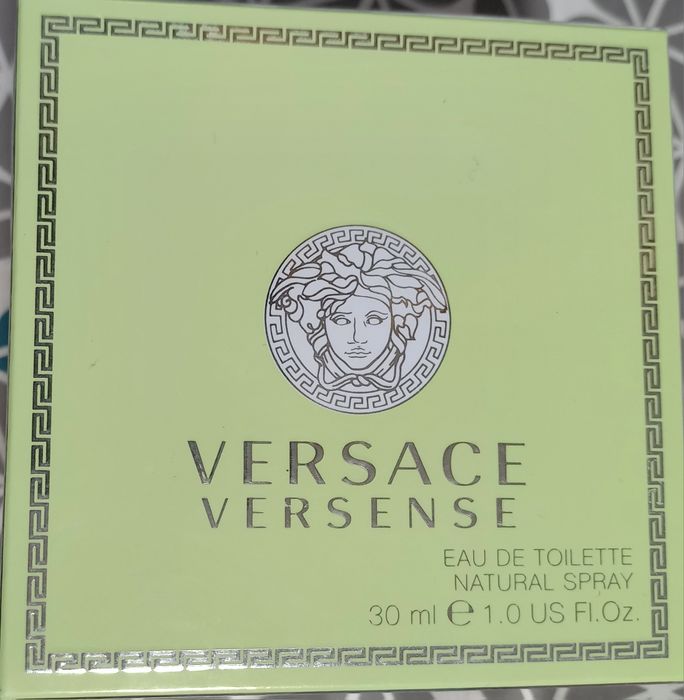 VERSACE
VERSENSE
EAU DE TOILETTE
NATURAL SPRAY
30 ml ℮ 1.0 US Fl.Oz.